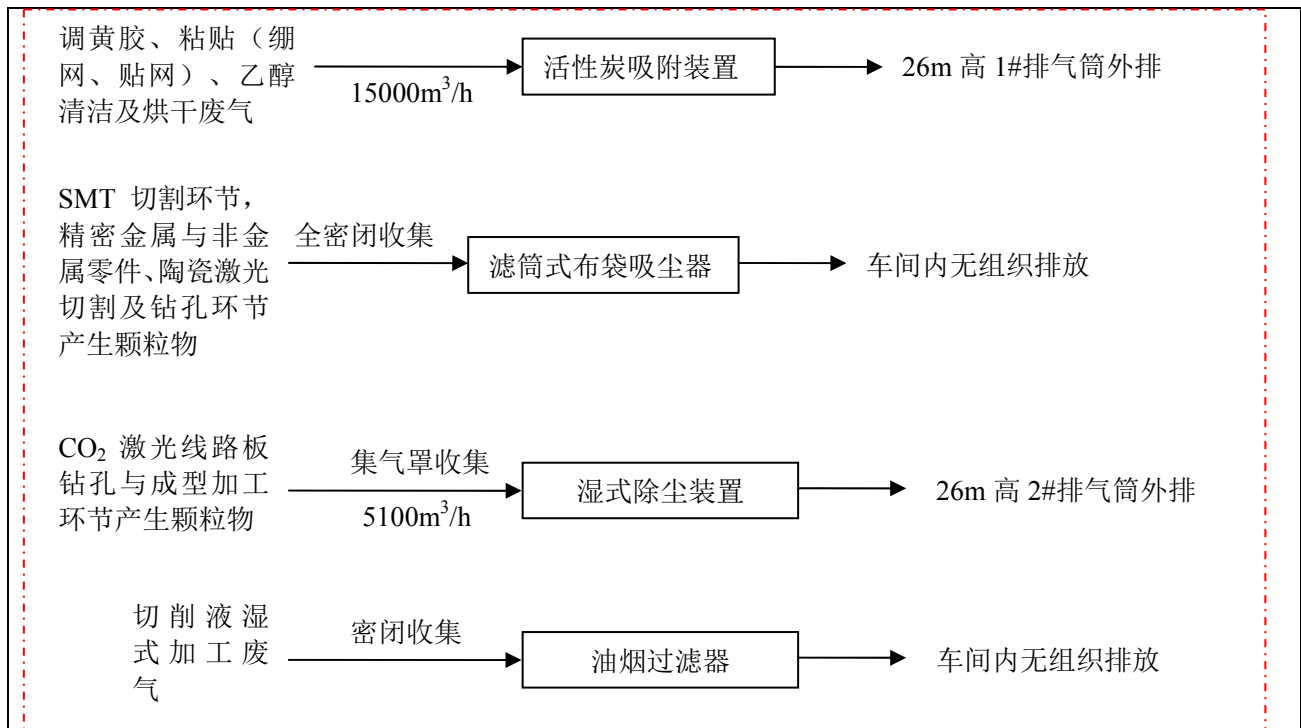 调黄胶、粘贴（绷
网、贴网）、乙醇
清洁及烘干废气
15000m³/h
活性炭吸附装置
26m 高 1#排气筒外排
SMT 切割环节，
精密金属与非金
属零件、陶瓷激光
切割及钻孔环节
产生颗粒物
全密闭收集
滤筒式布袋吸尘器
车间内无组织排放
CO₂ 激光线路板
钻孔与成型加工
环节产生颗粒物
集气罩收集
5100m³/h
湿式除尘装置
26m 高 2#排气筒外排
切削液湿
式加工废
气
密闭收集
油烟过滤器
车间内无组织排放